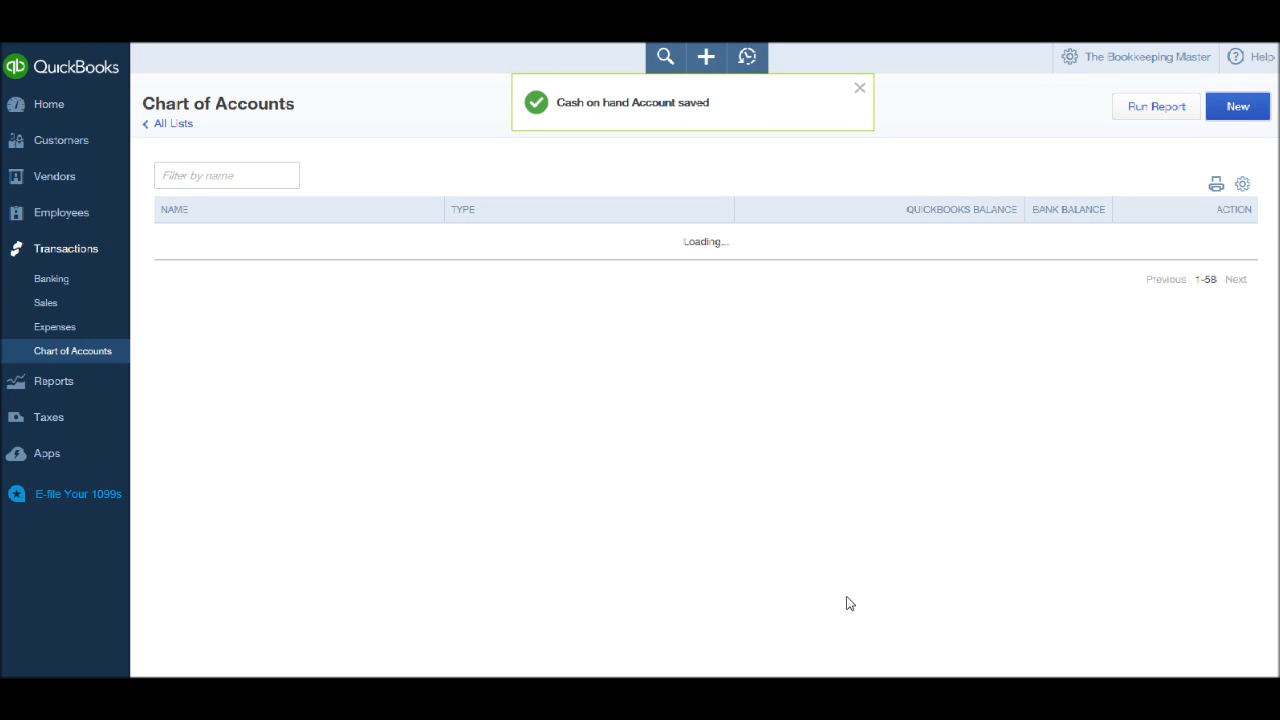 qb QuickBooks
The Bookkeeping Master
Help
Home
Customers
Vendors
Employees
Transactions
Banking
Sales
Expenses
Chart of Accounts
Reports
Taxes
Apps
E-file Your 1099s
Chart of Accounts
All Lists
Cash on hand Account saved
Run Report
New
Filter by name
NAME TYPE QUICKBOOKS BALANCE BANK BALANCE ACTION
Loading...
Previous 1-58 Next